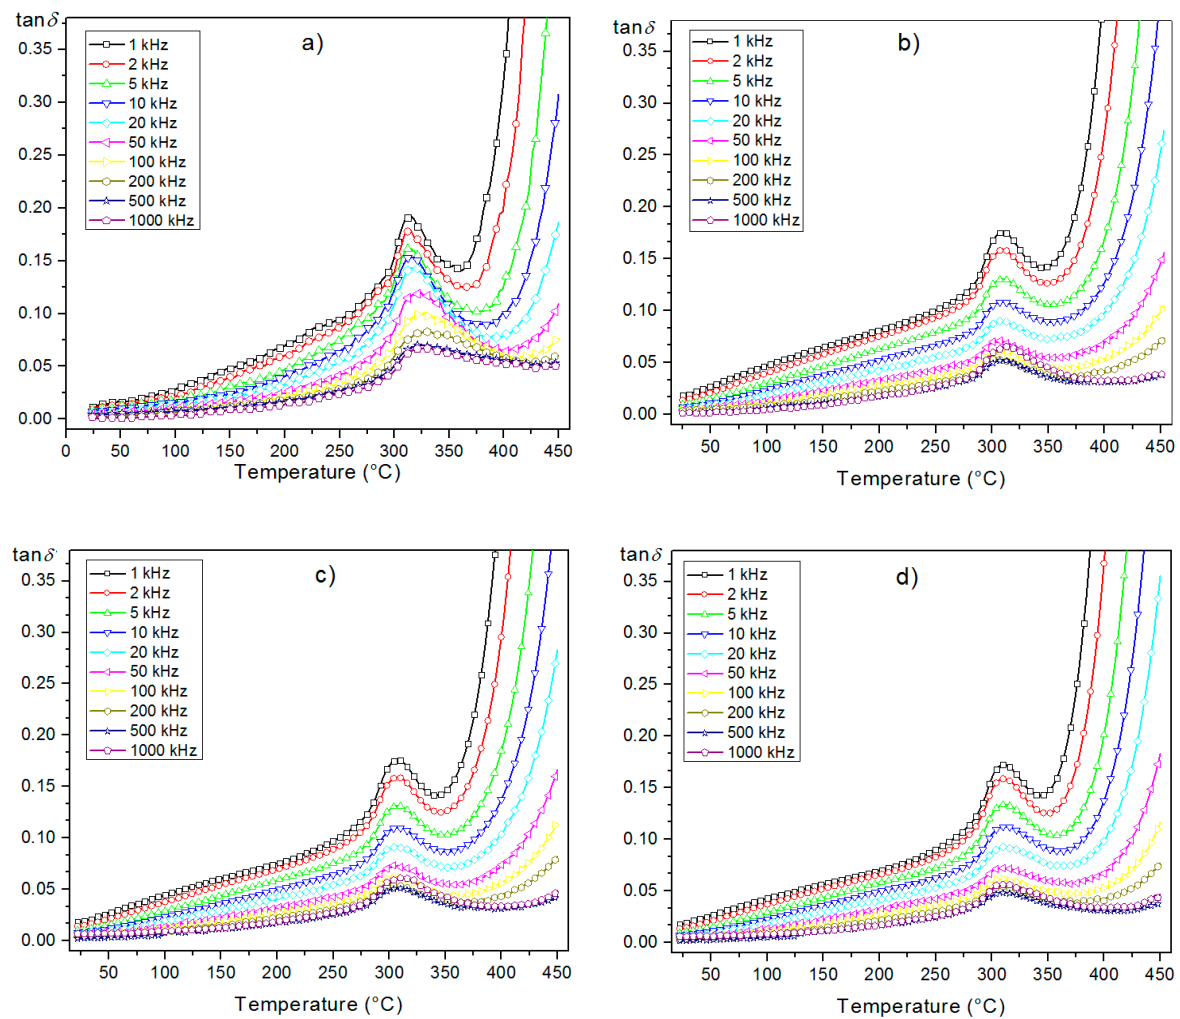 tanδ
a)
0.35
0.30
0.25
0.20
0.15
0.10
0.05
0.00
1 kHz
2 kHz
5 kHz
10 kHz
20 kHz
50 kHz
100 kHz
200 kHz
500 kHz
1000 kHz
0 50 100 150 200 250 300 350 400 450
Temperature (°C)
tanδ
b)
0.35
0.30
0.25
0.20
0.15
0.10
0.05
0.00
1 kHz
2 kHz
5 kHz
10 kHz
20 kHz
50 kHz
100 kHz
200 kHz
500 kHz
1000 kHz
50 100 150 200 250 300 350 400 450
Temperature (°C)
tanδ
c)
0.35
0.30
0.25
0.20
0.15
0.10
0.05
0.00
1 kHz
2 kHz
5 kHz
10 kHz
20 kHz
50 kHz
100 kHz
200 kHz
500 kHz
1000 kHz
50 100 150 200 250 300 350 400 450
Temperature (°C)
tanδ
d)
0.35
0.30
0.25
0.20
0.15
0.10
0.05
0.00
1 kHz
2 kHz
5 kHz
10 kHz
20 kHz
50 kHz
100 kHz
200 kHz
500 kHz
1000 kHz
50 100 150 200 250 300 350 400 450
Temperature (°C)